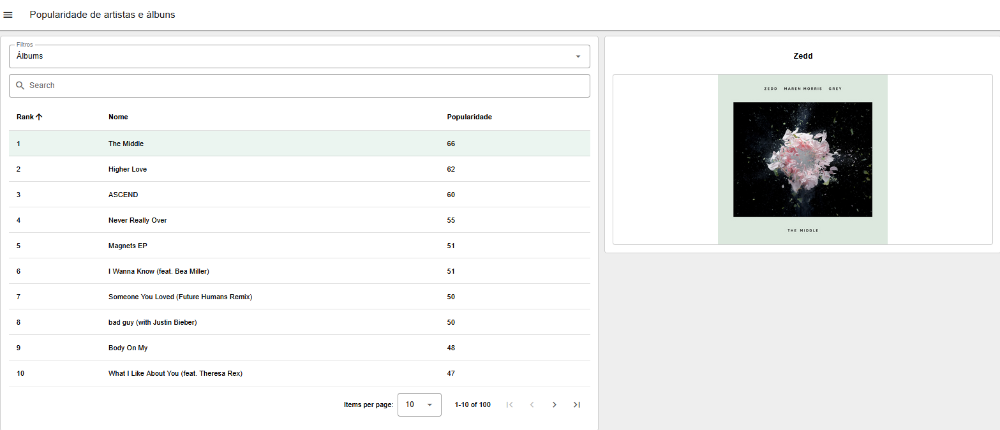 Popularidade de artistas e álbuns
Filtros
Álbums
Search
Rank Nome Popularidade
1 The Middle 66
2 Higher Love 62
3 ASCEND 60
4 Never Really Over 55
5 Magnets EP 51
6 I Wanna Know (feat. Bea Miller) 51
7 Someone You Loved (Future Humans Remix) 50
8 bad guy (with Justin Bieber) 50
9 Body On My 48
10 What I Like About You (feat. Theresa Rex) 47
Items per page: 10 1-10 of 100
Zedd
ZEDD MAREN MORRIS GREY
THE MIDDLE